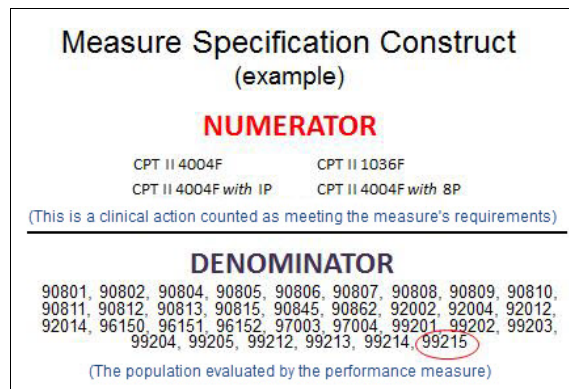 Measure Specification Construct
(example)
NUMERATOR
CPT II 4004F CPT II 1036F
CPT II 4004F with IP CPT II 4004F with 8P
(This is a clinical action counted as meeting the measure's requirements)
DENOMINATOR
90801, 90802, 90804, 90805, 90806, 90807, 90808, 90809, 90810,
90811, 90812, 90813, 90815, 90845, 90862, 92002, 92004, 92012,
92014, 96150, 96151, 96152, 97003, 97004, 99201, 99202, 99203,
99204, 99205, 99212, 99213, 99214, 99215
(The population evaluated by the performance measure)